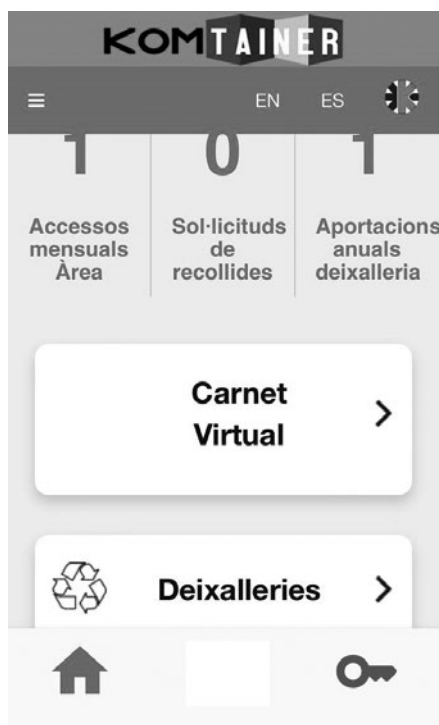 KOMTAINER
≡ EN ES
1 0 1
Accessos Sol·licituds Aportacions
mensuals de anuals
Àrea recollides deixalleria
Carnet
Virtual
Deixalleries